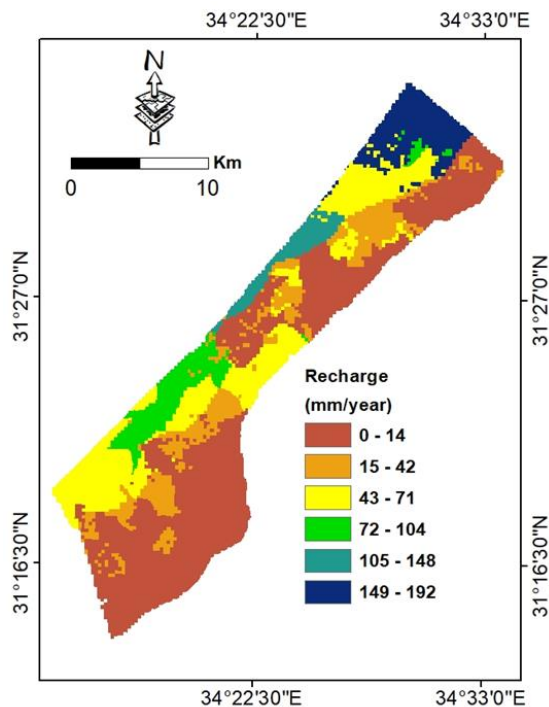 34°22'30"E 34°33'0"E
N
Km
0 10
31°27'0"N 31°27'0"N
Recharge
(mm/year)
0 - 14
15 - 42
43 - 71
72 - 104
105 - 148
149 - 192
31°16'30"N 31°16'30"N
34°22'30"E 34°33'0"E